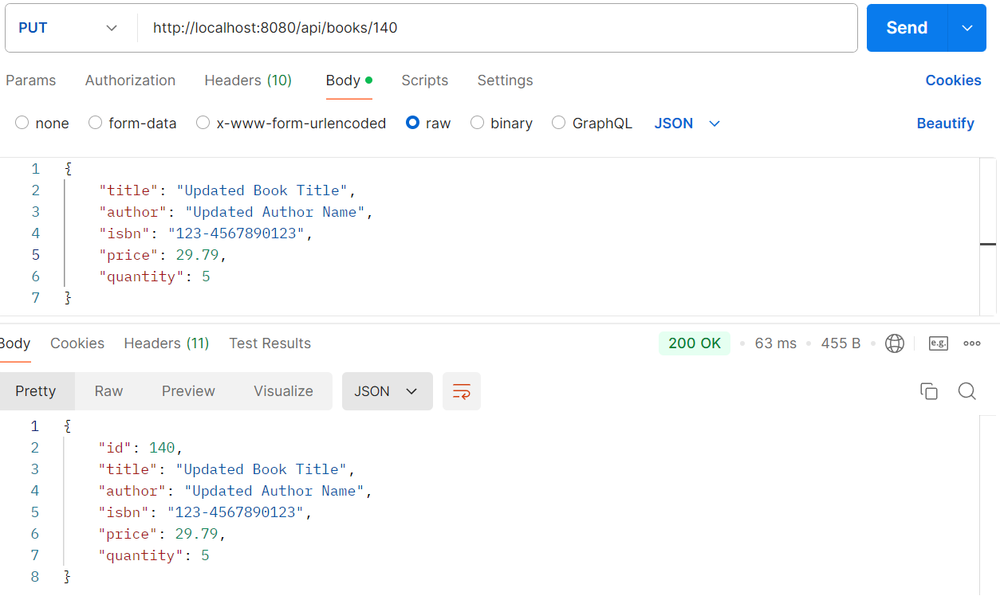 PUT http://localhost:8080/api/books/140 Send
Params Authorization Headers (10) Body Scripts Settings Cookies
none form-data x-www-form-urlencoded raw binary GraphQL JSON Beautify
1 {
2 "title": "Updated Book Title",
3 "author": "Updated Author Name",
4 "isbn": "123-4567890123",
5 "price": 29.79,
6 "quantity": 5
7 }
Body Cookies Headers (11) Test Results 200 OK 63 ms 455 B e.g.
Pretty Raw Preview Visualize JSON
1 {
2 "id": 140,
3 "title": "Updated Book Title",
4 "author": "Updated Author Name",
5 "isbn": "123-4567890123",
6 "price": 29.79,
7 "quantity": 5
8 }